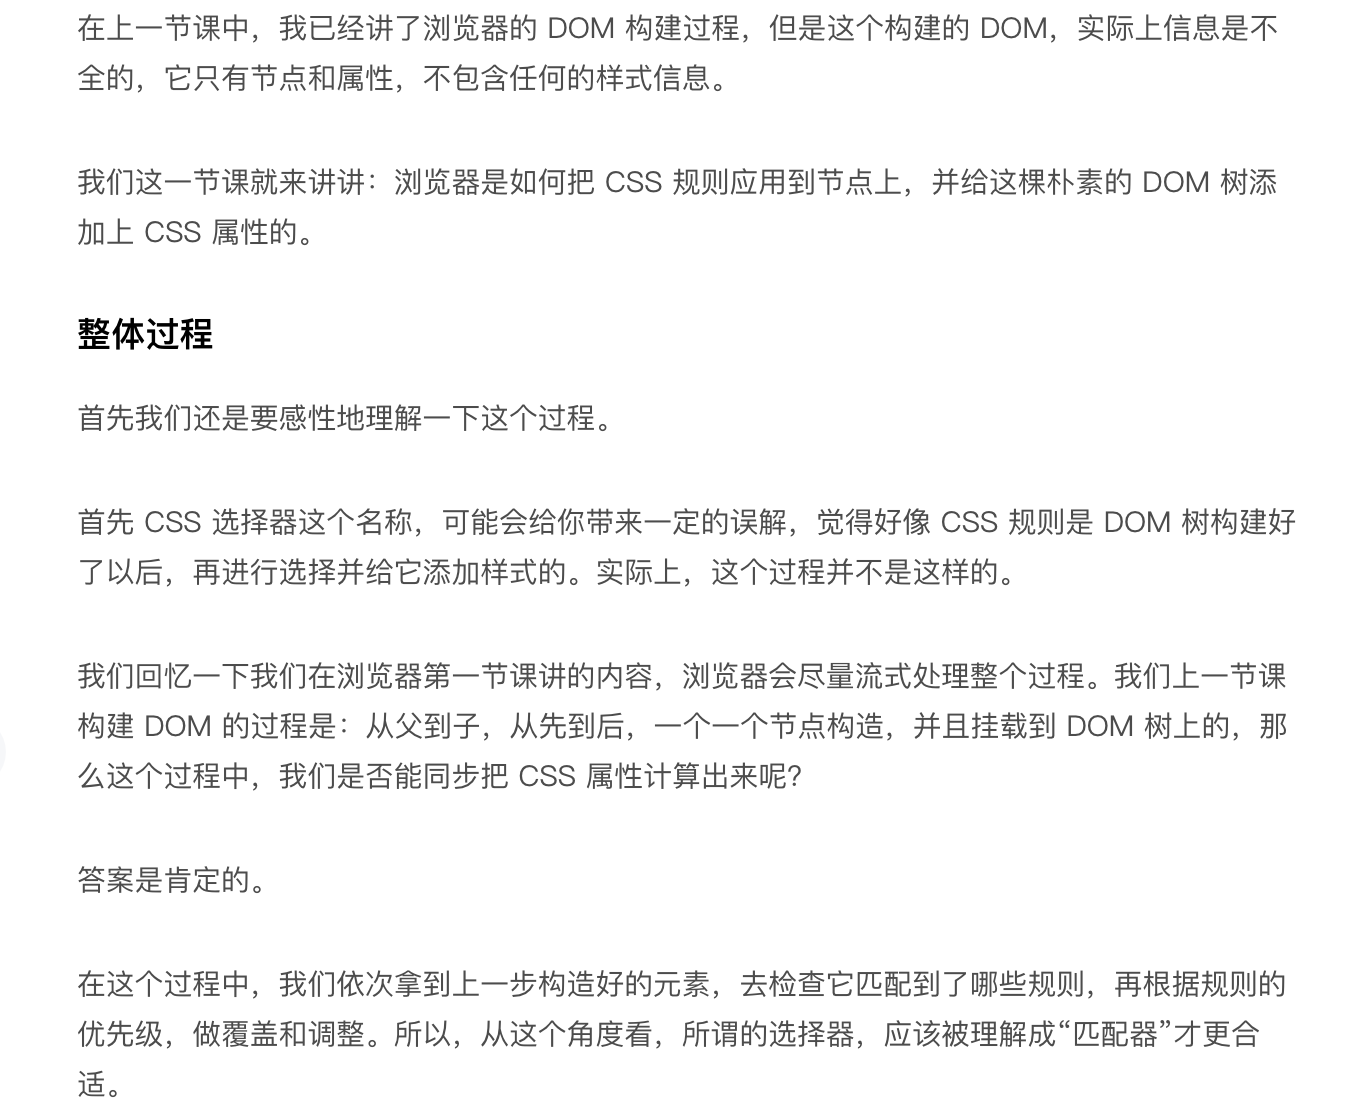 在上一节课中，我已经讲了浏览器的 DOM 构建过程，但是这个构建的 DOM，实际上信息是不
全的，它只有节点和属性，不包含任何的样式信息。
我们这一节课就来讲讲：浏览器是如何把 CSS 规则应用到节点上，并给这棵朴素的 DOM 树添
加上 CSS 属性的。
整体过程
首先我们还是要感性地理解一下这个过程。
首先 CSS 选择器这个名称，可能会给你带来一定的误解，觉得好像 CSS 规则是 DOM 树构建好
了以后，再进行选择并给它添加样式的。实际上，这个过程并不是这样的。
我们回忆一下我们在浏览器第一节课讲的内容，浏览器会尽量流式处理整个过程。我们上一节课
构建 DOM 的过程是：从父到子，从先到后，一个一个节点构造，并且挂载到 DOM 树上的，那
么这个过程中，我们是否能同步把 CSS 属性计算出来呢？
答案是肯定的。
在这个过程中，我们依次拿到上一步构造好的元素，去检查它匹配到了哪些规则，再根据规则的
优先级，做覆盖和调整。所以，从这个角度看，所谓的选择器，应该被理解成“匹配器”才更合
适。